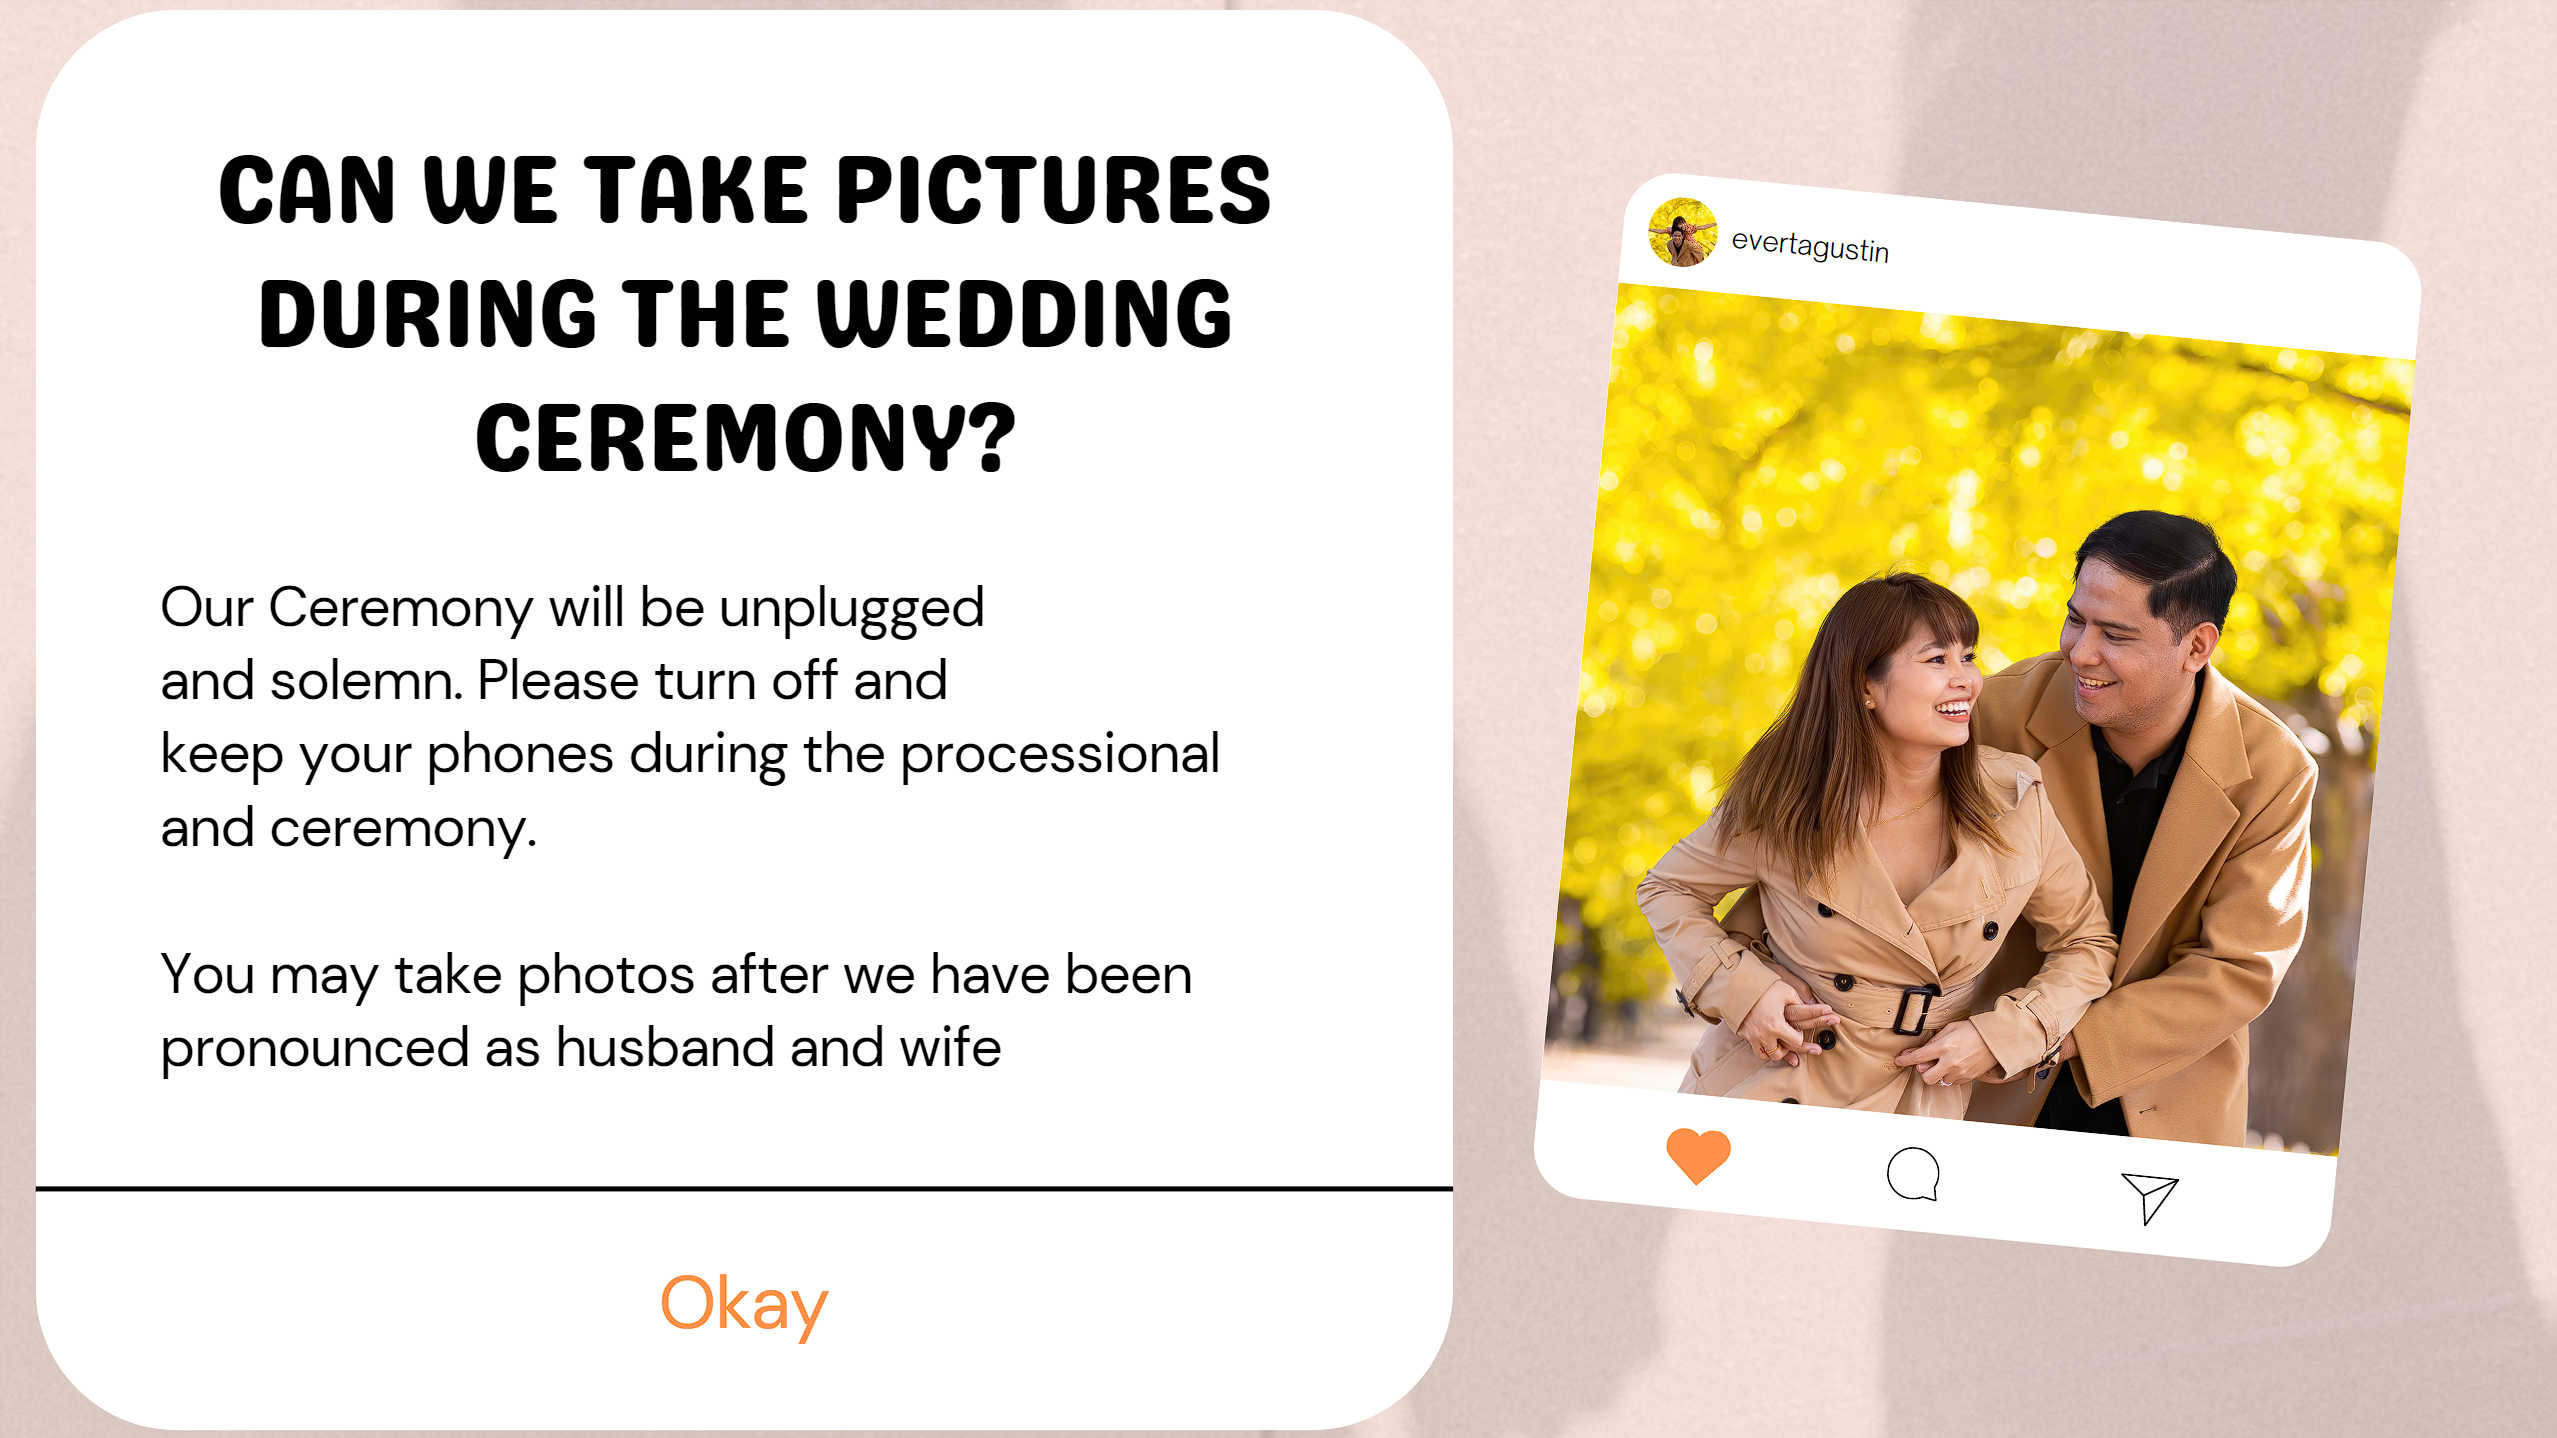 CAN WE TAKE PICTURES
DURING THE WEDDING
CEREMONY?
Our Ceremony will be unplugged
and solemn. Please turn off and
keep your phones during the processional
and ceremony.
You may take photos after we have been
pronounced as husband and wife
Okay
evertagustin